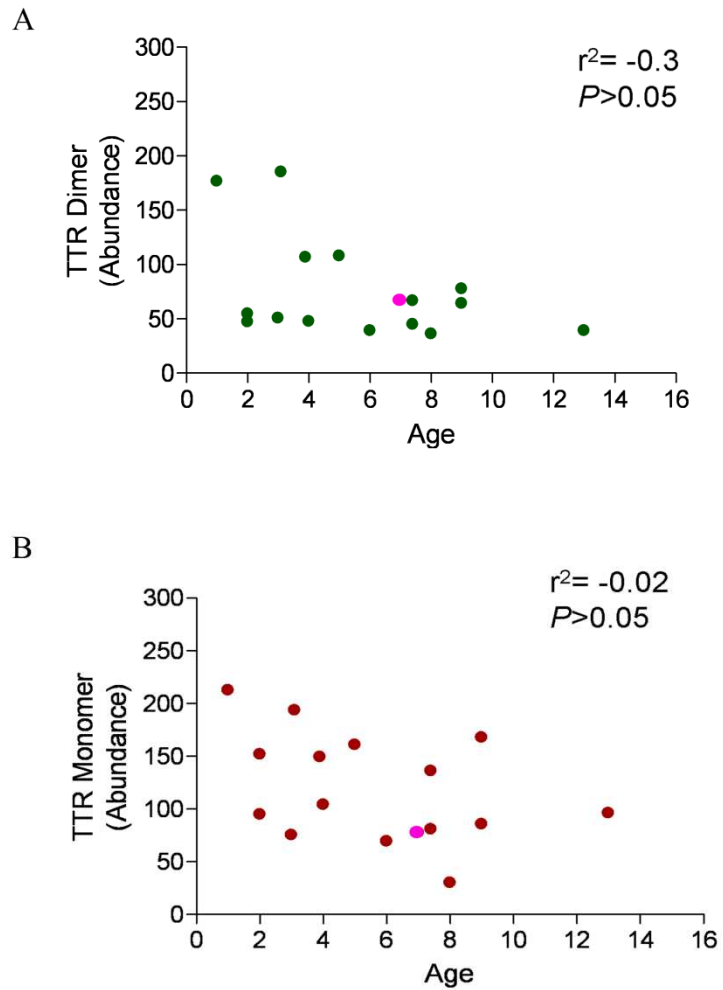 A
r²= -0.3
P>0.05
300
250
200
150
100
50
0
TTR Dimer
(Abundance)
0 2 4 6 8 10 12 14 16
Age
B
r²= -0.02
P>0.05
300
250
200
150
100
50
0
TTR Monomer
(Abundance)
0 2 4 6 8 10 12 14 16
Age